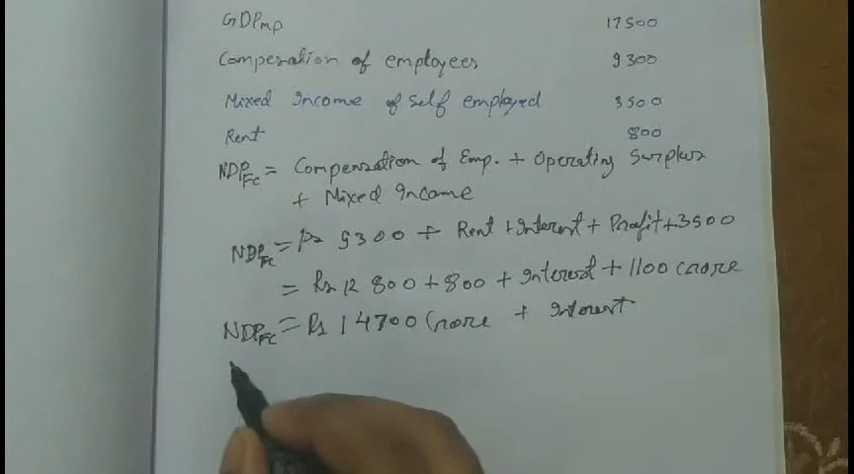 GDPMP 17500
Compensation of employees 9300
Mixed Income of Self employed 3500
Rent 800
NDPFC = Compensation of Emp. + Operating Surplus
+ Mixed Income
NDPFC = Rs 9300 + Rent + Interest + Profit + 3500
= Rs 12800 + 800 + Interest + 1100 crore
NDPFC = Rs 14700 Crore + Interest